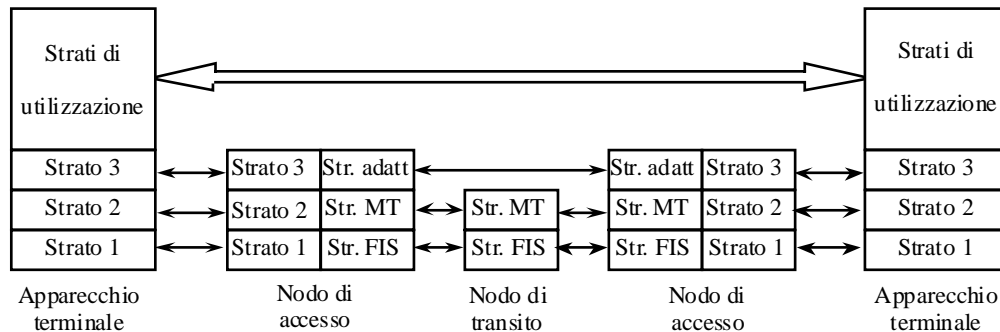 Strati di
utilizzazione
Strati di
utilizzazione
Strato 3
Strato 3 Str. adatt
Str. adatt Strato 3
Strato 3
Strato 2
Strato 2 Str. MT
Str. MT
Str. MT Strato 2
Strato 2
Strato 1
Strato 1 Str. FIS
Str. FIS
Str. FIS Strato 1
Strato 1
Apparecchio
terminale
Nodo di
accesso
Nodo di
transito
Nodo di
accesso
Apparecchio
terminale